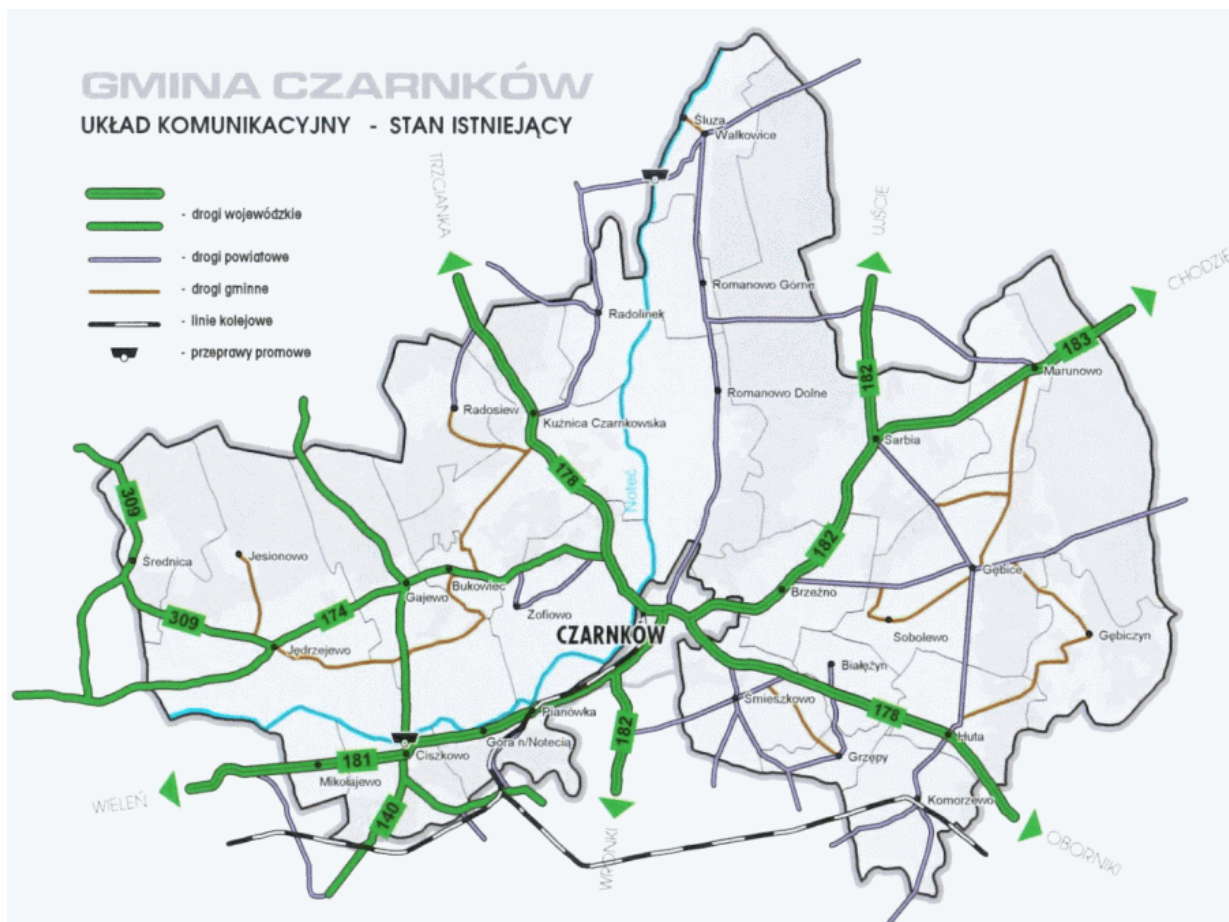 GMINA CZARNKÓW
UKŁAD KOMUNIKACYJNY - STAN ISTNIEJĄCY
- drogi wojewódzkie
- drogi powiatowe
- drogi gminne
- linie kolejowe
- przeprawy promowe
TRZCIANKA
UJŚCIE
CHODZIE
Śluza
Walkowice
Romanowo Górne
Radolinek
183
182
Marunowo
Romanowo Dolne
Radosiew
Kuźnica Czarnkowska
Sarbia
178
Noteć
309
182
Średnica
Jesionowo
Bukowiec
Gajewo
Gębice
Brzeźno
174
309
Zofiowo
CZARNKÓW
Sobolewo
Gębiczyn
Jędrzejewo
Białężyn
Śmieszkowo
Pianówka
178
182
Góra n/Notecią
Huta
Ciszkowo
181
Grzępy
Mikołajewo
WIELEŃ
140
Komorzewo
WRONKI
OBORNIKI